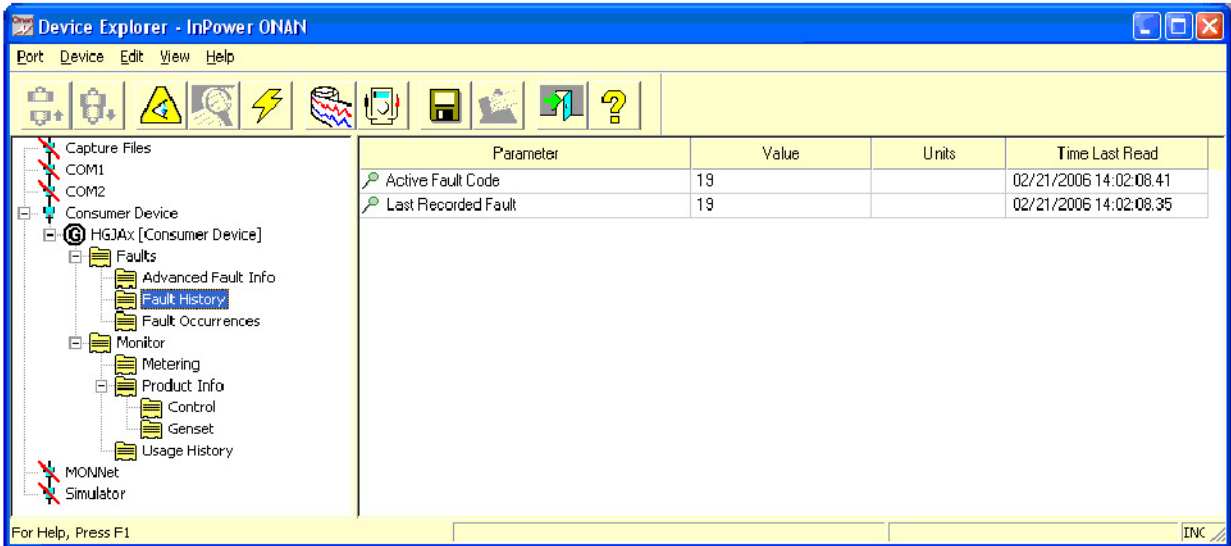 Onan
Device Explorer - InPower ONAN
Port Device Edit View Help
Capture Files
COM1
COM2
Consumer Device
G HGJAx [Consumer Device]
Faults
Advanced Fault Info
Fault History
Fault Occurrences
Monitor
Metering
Product Info
Control
Genset
Usage History
MONNet
Simulator
Parameter Value Units Time Last Read
Active Fault Code 19 02/21/2006 14:02:08.41
Last Recorded Fault 19 02/21/2006 14:02:08.35
For Help, Press F1 INC